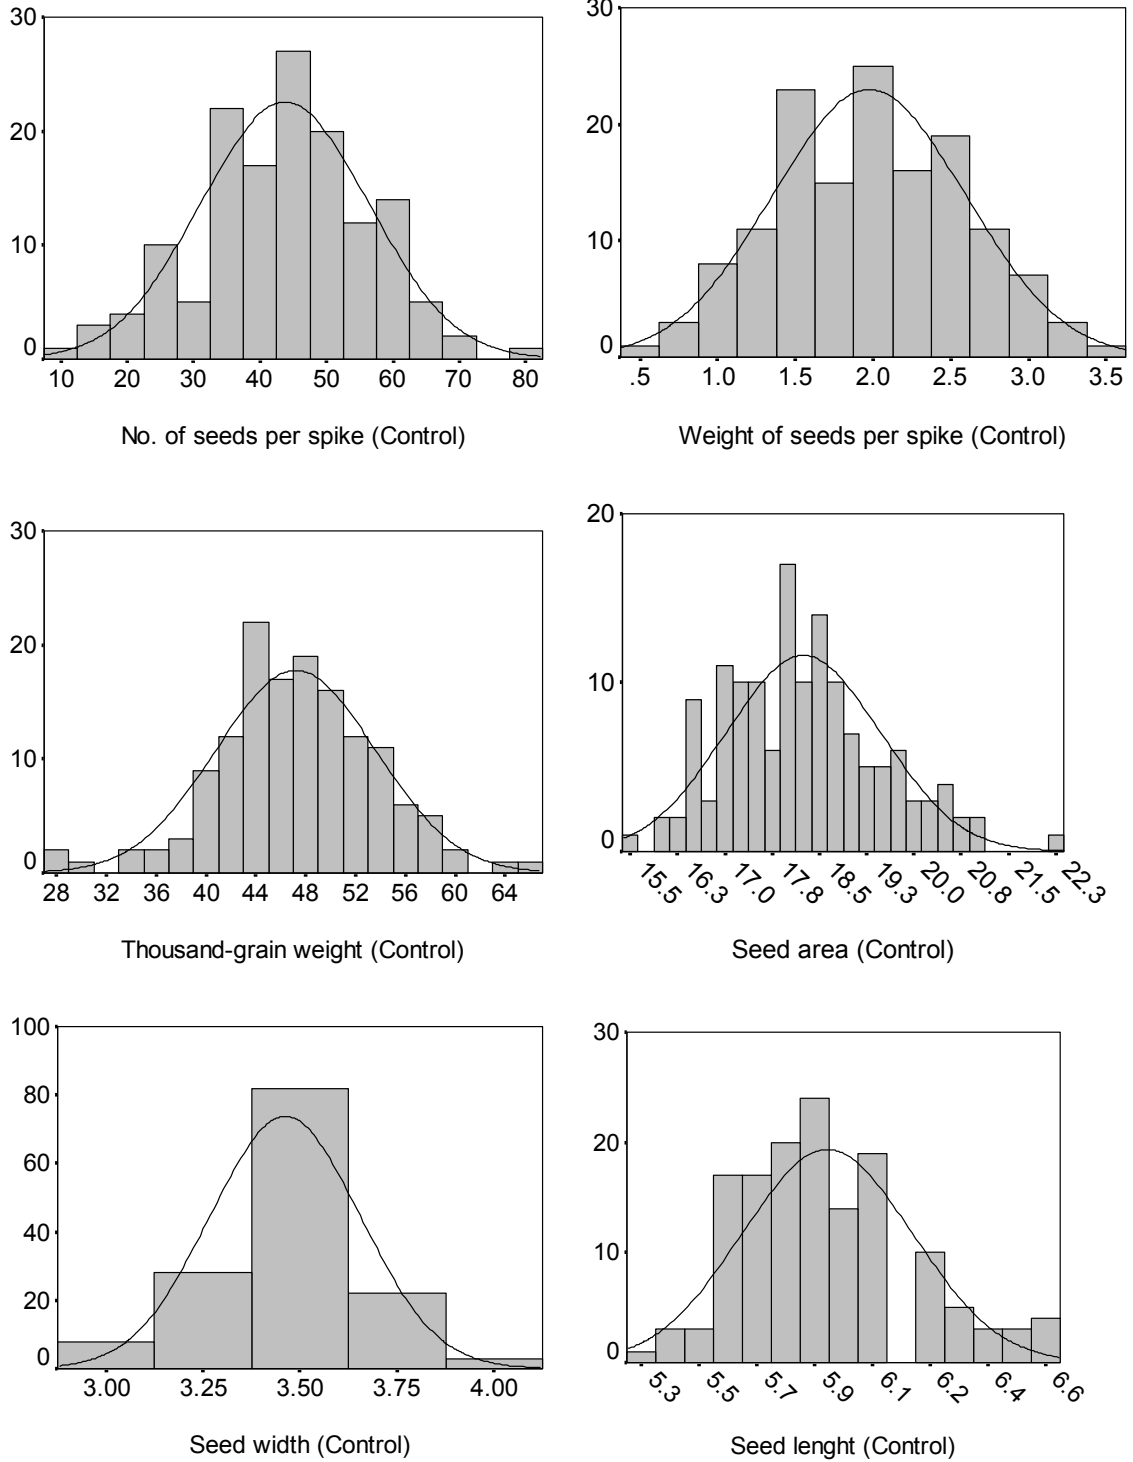 30
20
10
0
10 20 30 40 50 60 70 80
No. of seeds per spike (Control)
30
20
10
0
.5 1.0 1.5 2.0 2.5 3.0 3.5
Weight of seeds per spike (Control)
30
20
10
0
28 32 36 40 44 48 52 56 60 64
Thousand-grain weight (Control)
20
10
0
15.5 16.3 17.0 17.8 18.5 19.3 20.0 20.8 21.5 22.3
Seed area (Control)
100
80
60
40
20
0
3.00 3.25 3.50 3.75 4.00
Seed width (Control)
30
20
10
0
5.3 5.5 5.7 5.9 6.1 6.2 6.4 6.6
Seed lenght (Control)